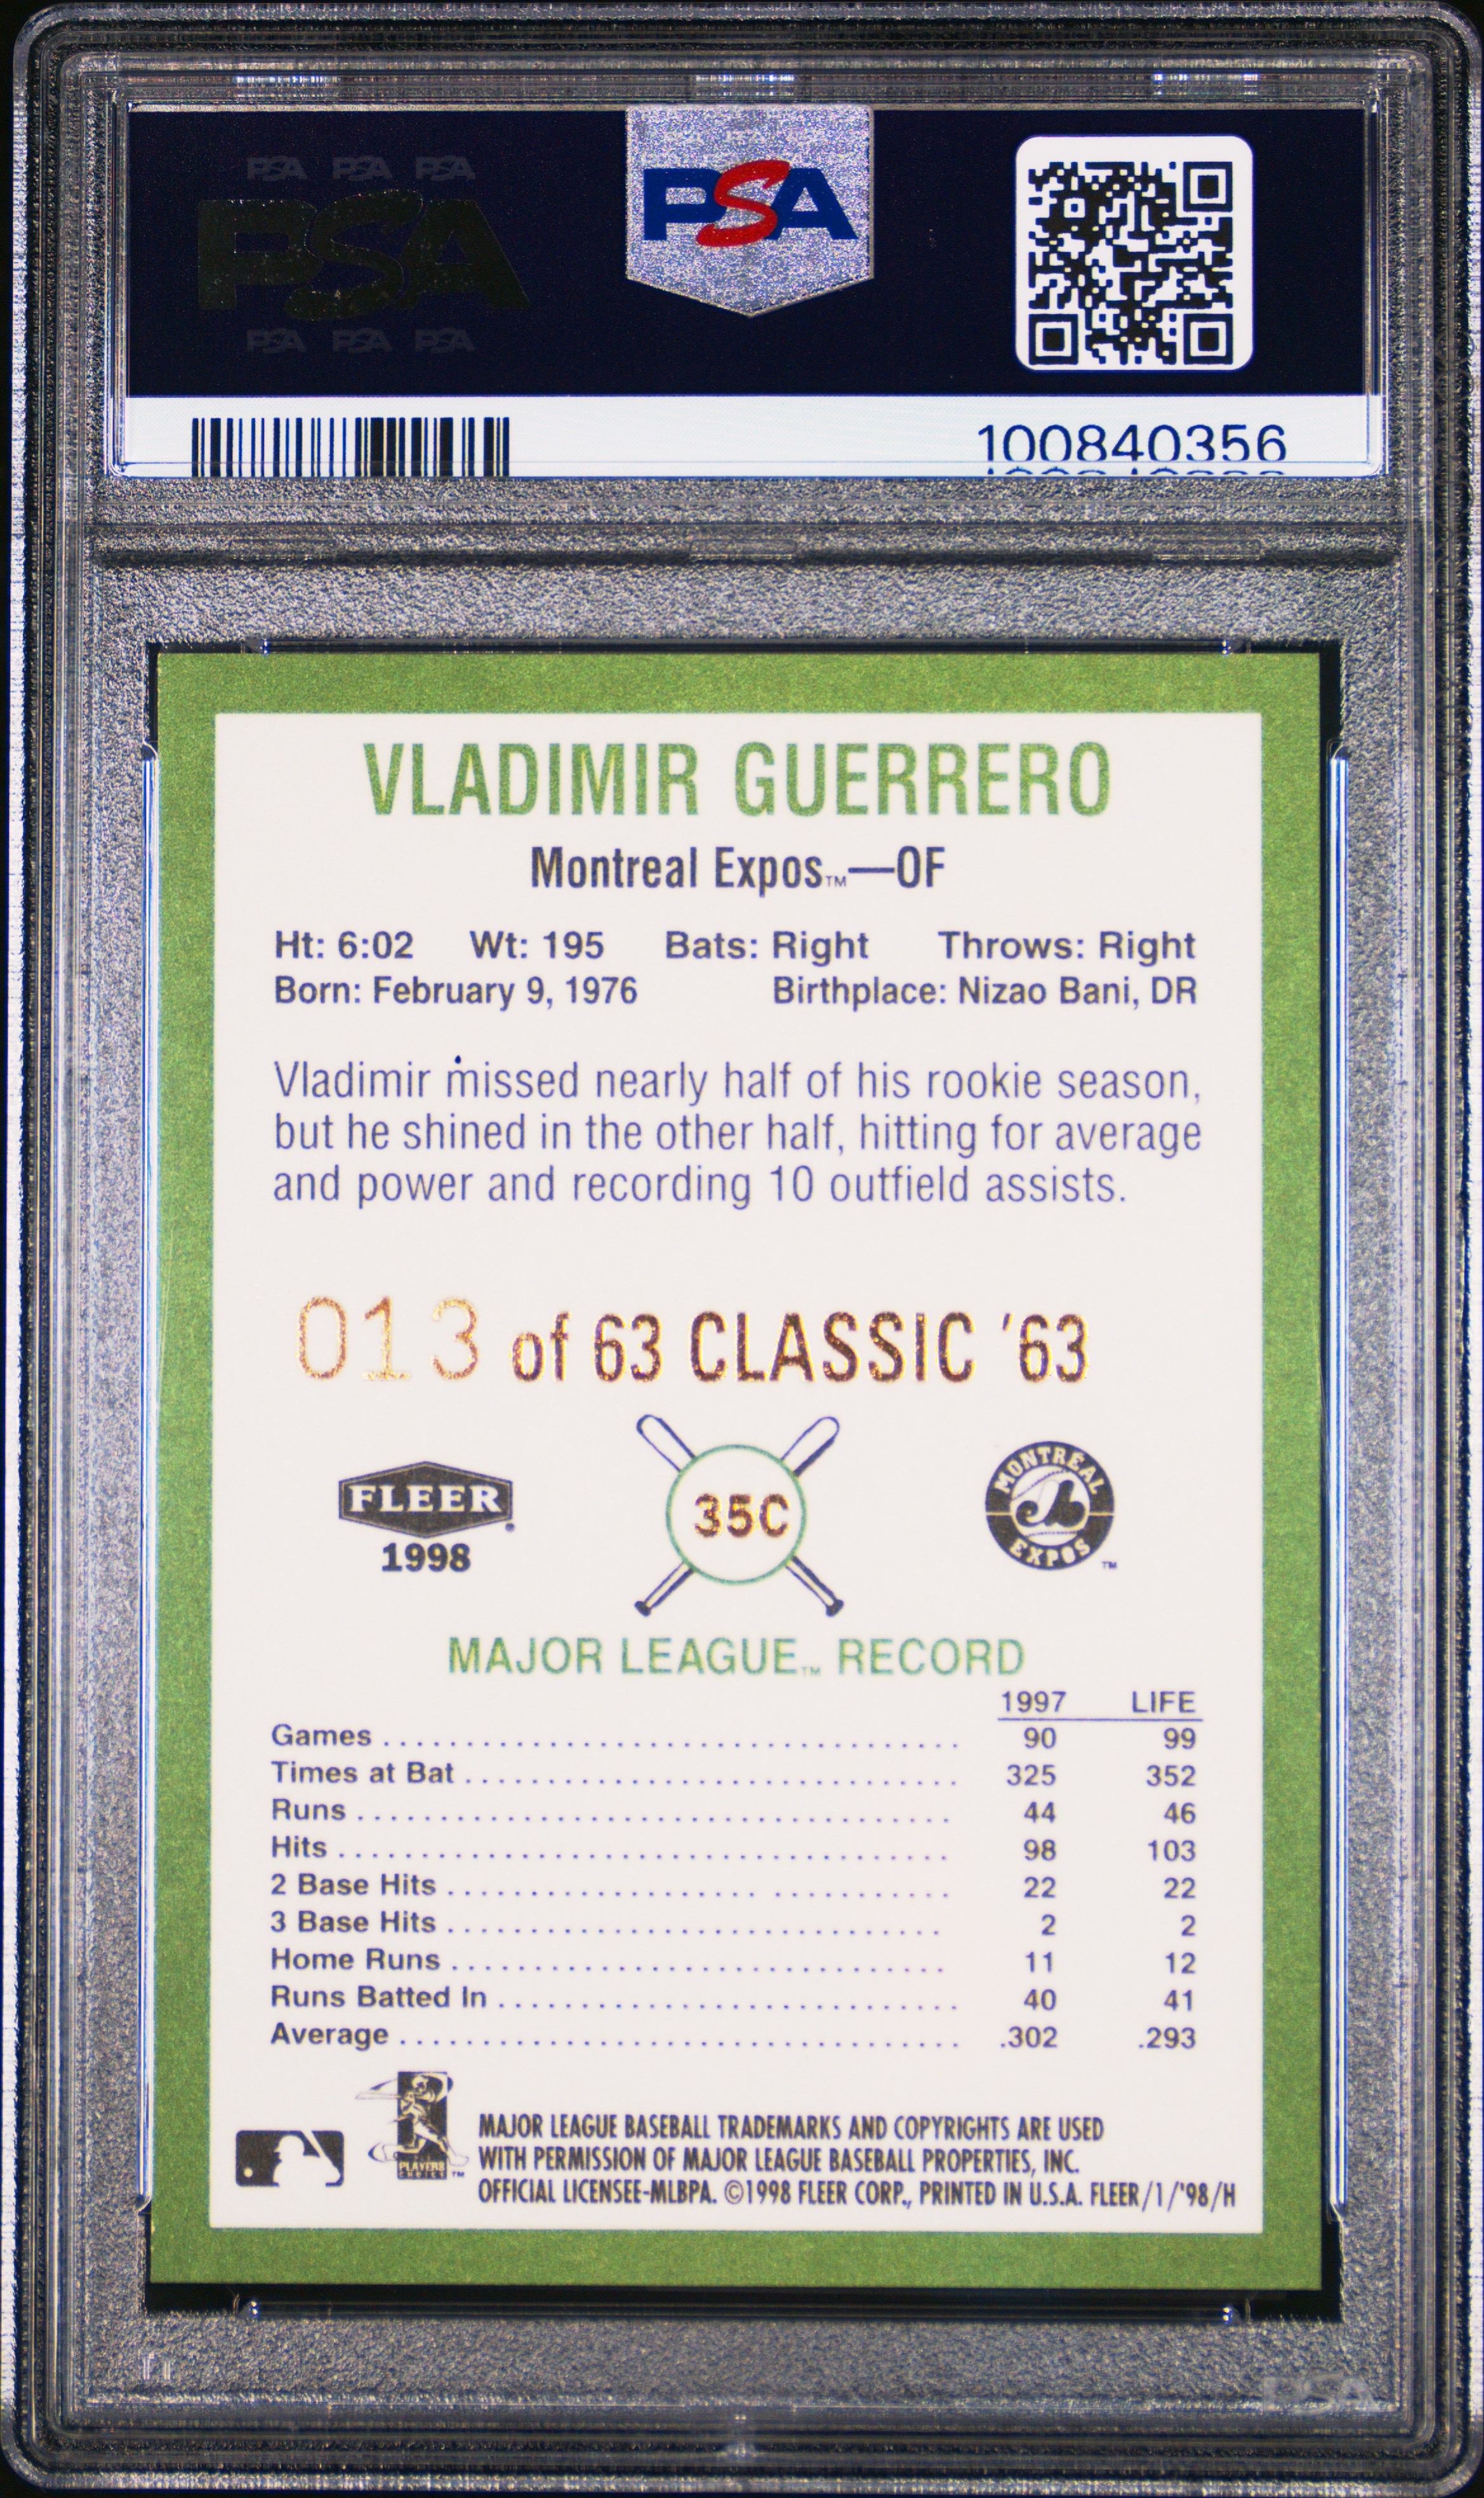 PSA PSA PSA
PSA
PSA PSA PSA
PSA
100840356
VLADIMIR GUERRERO
Montreal Expos™—OF
Ht: 6:02 Wt: 195 Bats: Right Throws: Right
Born: February 9, 1976 Birthplace: Nizao Bani, DR
Vladimir missed nearly half of his rookie season,
but he shined in the other half, hitting for average
and power and recording 10 outfield assists.
013 of 63 CLASSIC '63
FLEER
1998
35C
MONTREAL
EXPOS ™
MAJOR LEAGUE™ RECORD
1997 LIFE
Games 90 99
Times at Bat 325 352
Runs 44 46
Hits 98 103
2 Base Hits 22 22
3 Base Hits 2 2
Home Runs 11 12
Runs Batted In 40 41
Average .302 .293
PLAYERS
CHOICE ™
MAJOR LEAGUE BASEBALL TRADEMARKS AND COPYRIGHTS ARE USED
WITH PERMISSION OF MAJOR LEAGUE BASEBALL PROPERTIES, INC.
OFFICIAL LICENSEE-MLBPA. ©1998 FLEER CORP., PRINTED IN U.S.A. FLEER/1/'98/H
PSA